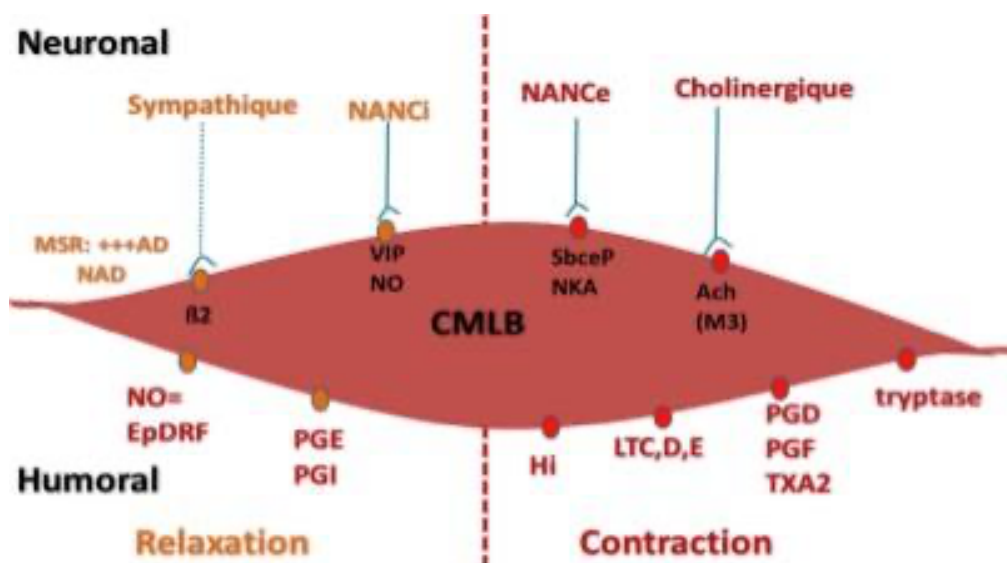 Neuronal
Sympathique
NANCi
NANCe
Cholinergique
MSR: +++AD
NAD
ß2
VIP
NO
SbceP
NKA
Ach
(M3)
CMLB
NO=
EpDRF
PGE
PGI
Hi
LTC,D,E
PGD
PGF
TXA2
tryptase
Humoral
Relaxation
Contraction